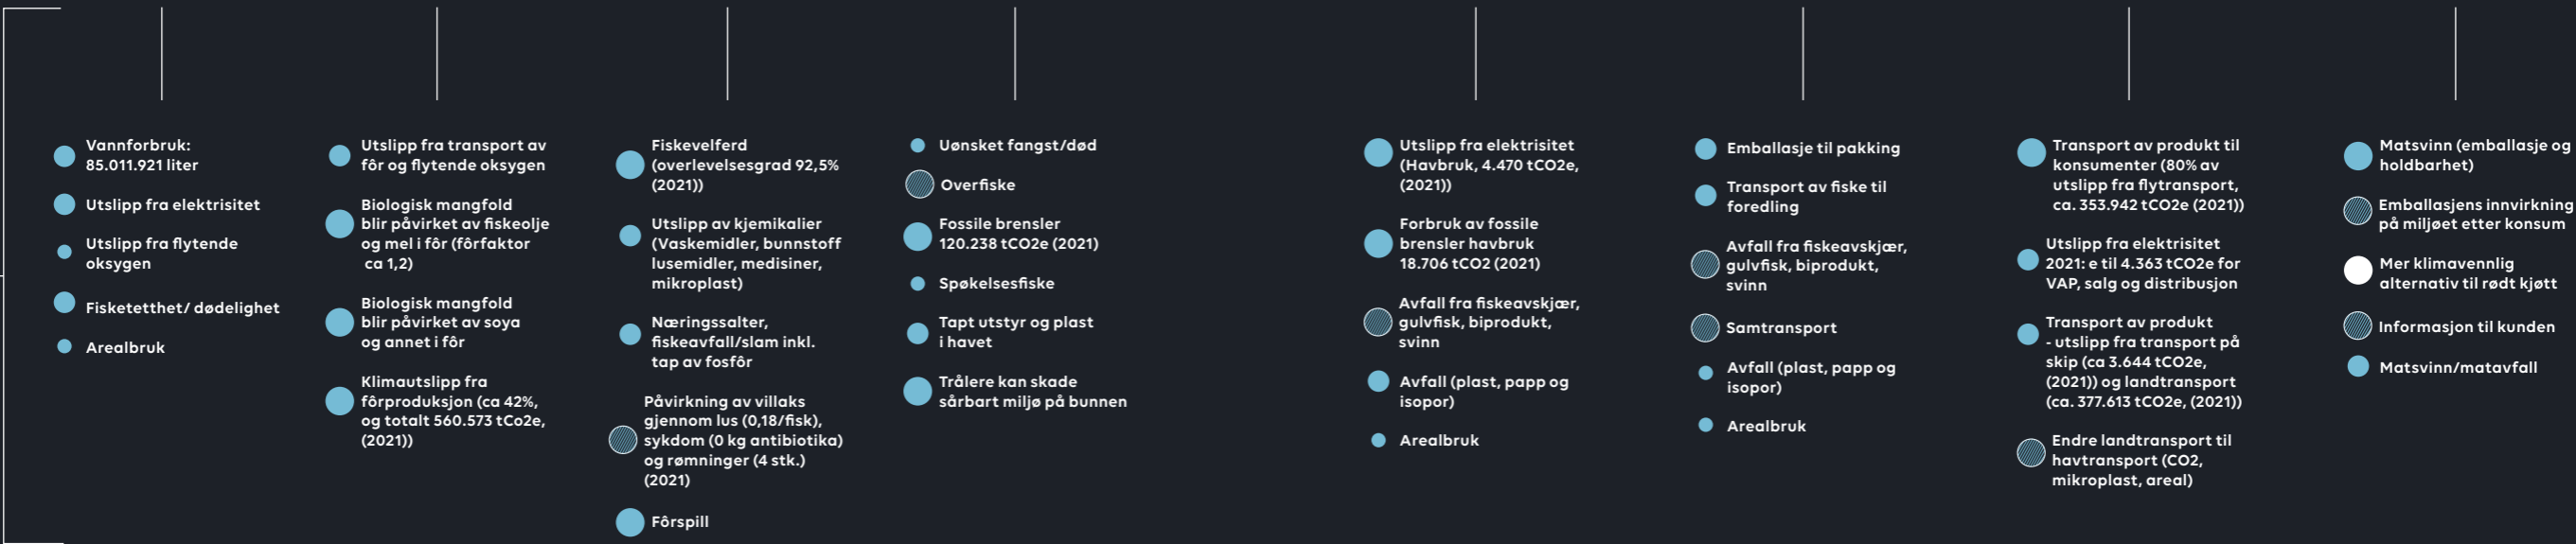 Vannforbruk:
85.011.921 liter
Utslipp fra elektrisitet
Utslipp fra flytende
oksygen
Fisketetthet/ dødelighet
Arealbruk
Utslipp fra transport av
fôr og flytende oksygen
Biologisk mangfold
blir påvirket av fiskeolje
og mel i fôr (fôrfaktor
ca 1,2)
Biologisk mangfold
blir påvirket av soya
og annet i fôr
Klimautslipp fra
fôrproduksjon (ca 42%,
og totalt 560.573 tCo2e,
(2021))
Fiskevelferd
(overlevelsesgrad 92,5%
(2021))
Utslipp av kjemikalier
(Vaskemidler, bunnstoff
lusemidler, medisiner,
mikroplast)
Næringssalter,
fiskeavfall/slam inkl.
tap av fosfôr
Påvirkning av villaks
gjennom lus (0,18/fisk),
sykdom (0 kg antibiotika)
og rømninger (4 stk.)
(2021)
Fôrspill
Uønsket fangst/død
Overfiske
Fossile brensler
120.238 tCO2e (2021)
Spøkelsesfiske
Tapt utstyr og plast
i havet
Trålere kan skade
sårbart miljø på bunnen
Utslipp fra elektrisitet
(Havbruk, 4.470 tCO2e,
(2021))
Forbruk av fossile
brensler havbruk
18.706 tCO2 (2021)
Avfall fra fiskeavskjær,
gulvfisk, biprodukt,
svinn
Avfall (plast, papp og
isopor)
Arealbruk
Emballasje til pakking
Transport av fiske til
foredling
Avfall fra fiskeavskjær,
gulvfisk, biprodukt,
svinn
Samtransport
Avfall (plast, papp og
isopor)
Arealbruk
Transport av produkt til
konsumenter (80% av
utslipp fra flytransport,
ca. 353.942 tCO2e (2021))
Utslipp fra elektrisitet
2021: e til 4.363 tCO2e for
VAP, salg og distribusjon
Transport av produkt
- utslipp fra transport på
skip (ca 3.644 tCO2e,
(2021)) og landtransport
(ca. 377.613 tCO2e, (2021))
Endre landtransport til
havtransport (CO2,
mikroplast, areal)
Matsvinn (emballasje og
holdbarhet)
Emballasjens innvirkning
på miljøet etter konsum
Mer klimavennlig
alternativ til rødt kjøtt
Informasjon til kunden
Matsvinn/matavfall